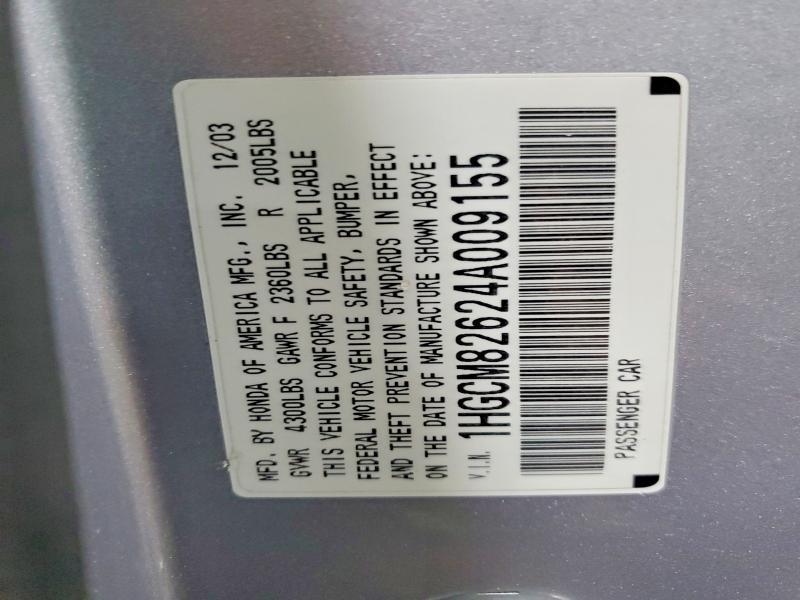 MFD. BY HONDA OF AMERICA MFG., INC. 12/03
GVWR 4300LBS GAWR F 2360LBS R 2005LBS
THIS VEHICLE CONFORMS TO ALL APPLICABLE
FEDERAL MOTOR VEHICLE SAFETY, BUMPER,
AND THEFT PREVENTION STANDARDS IN EFFECT
ON THE DATE OF MANUFACTURE SHOWN ABOVE:
V.I.N. 1HGCM82624A009155
PASSENGER CAR